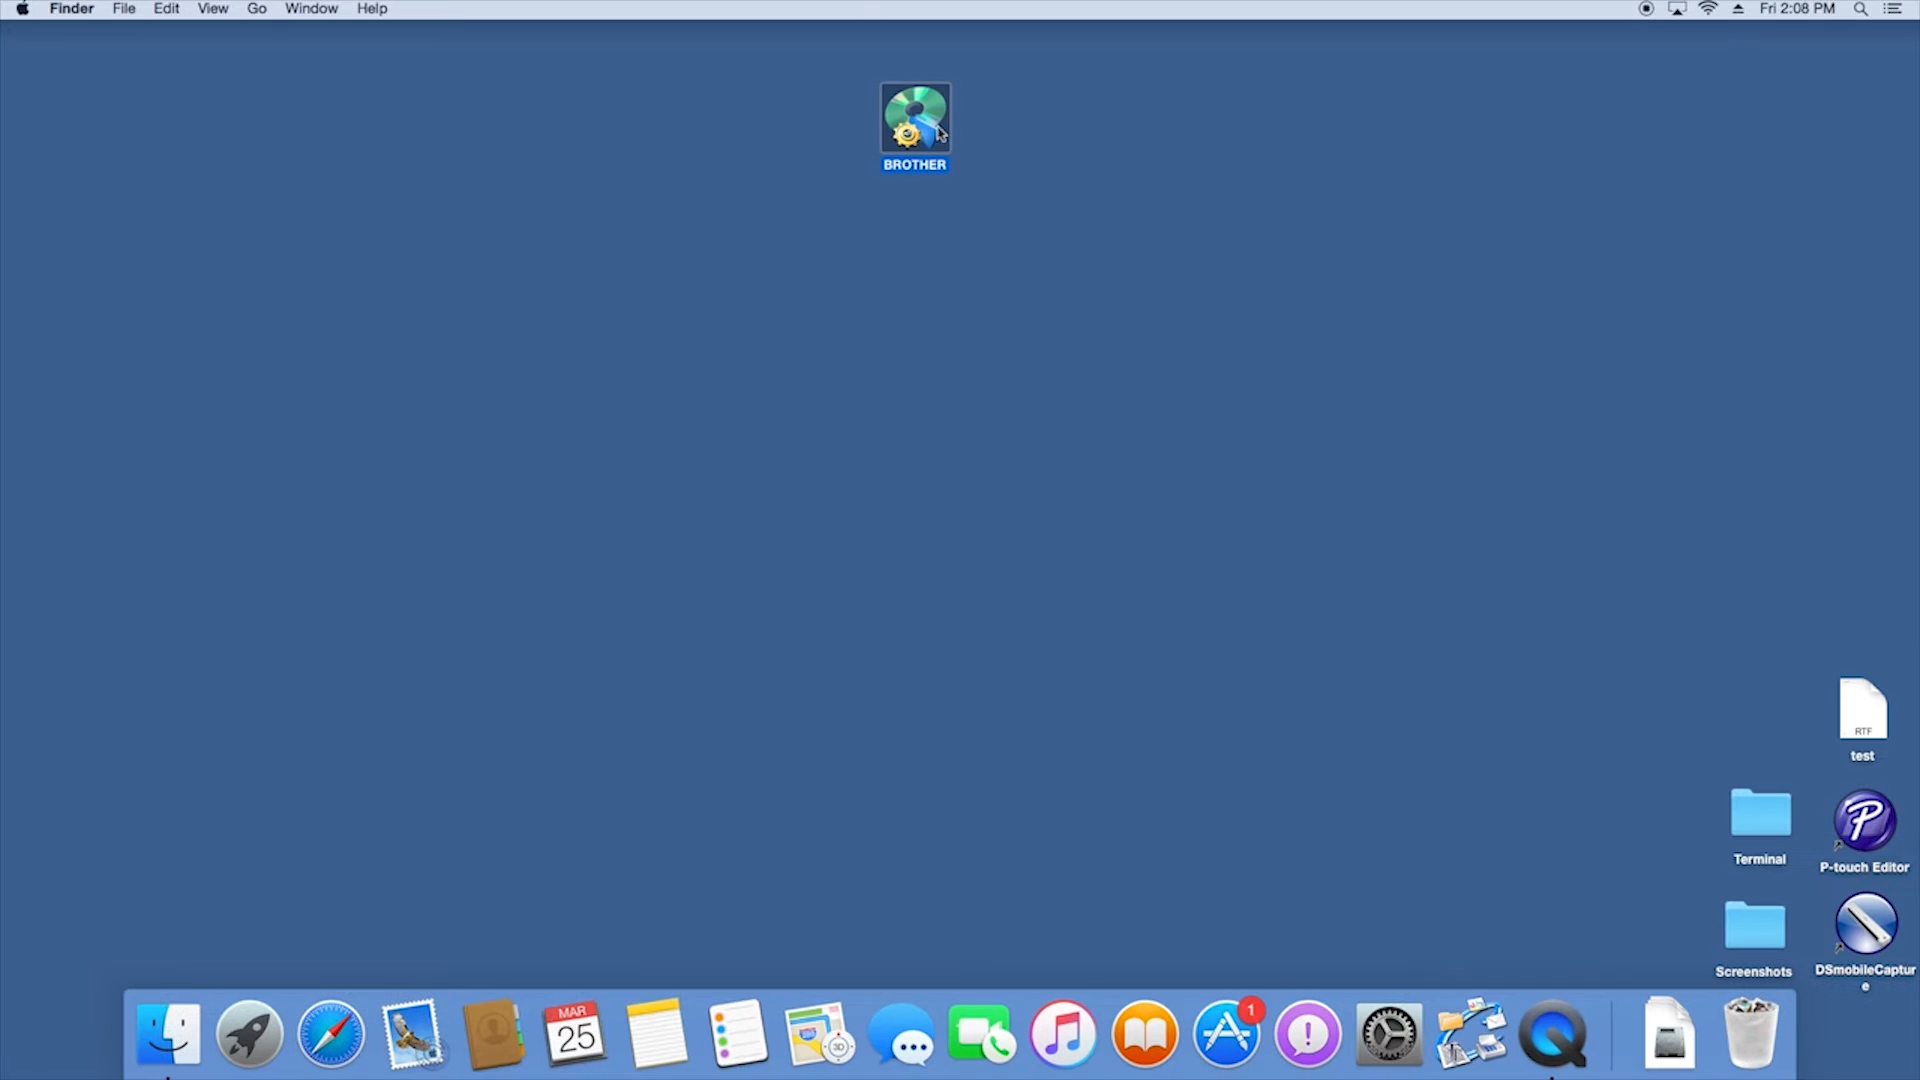 Finder File Edit View Go Window Help
Fri 2:08 PM
BROTHER
RTF
test
Terminal
P-touch Editor
Screenshots
DSmobileCaptur
e
MAR
25
3D
1